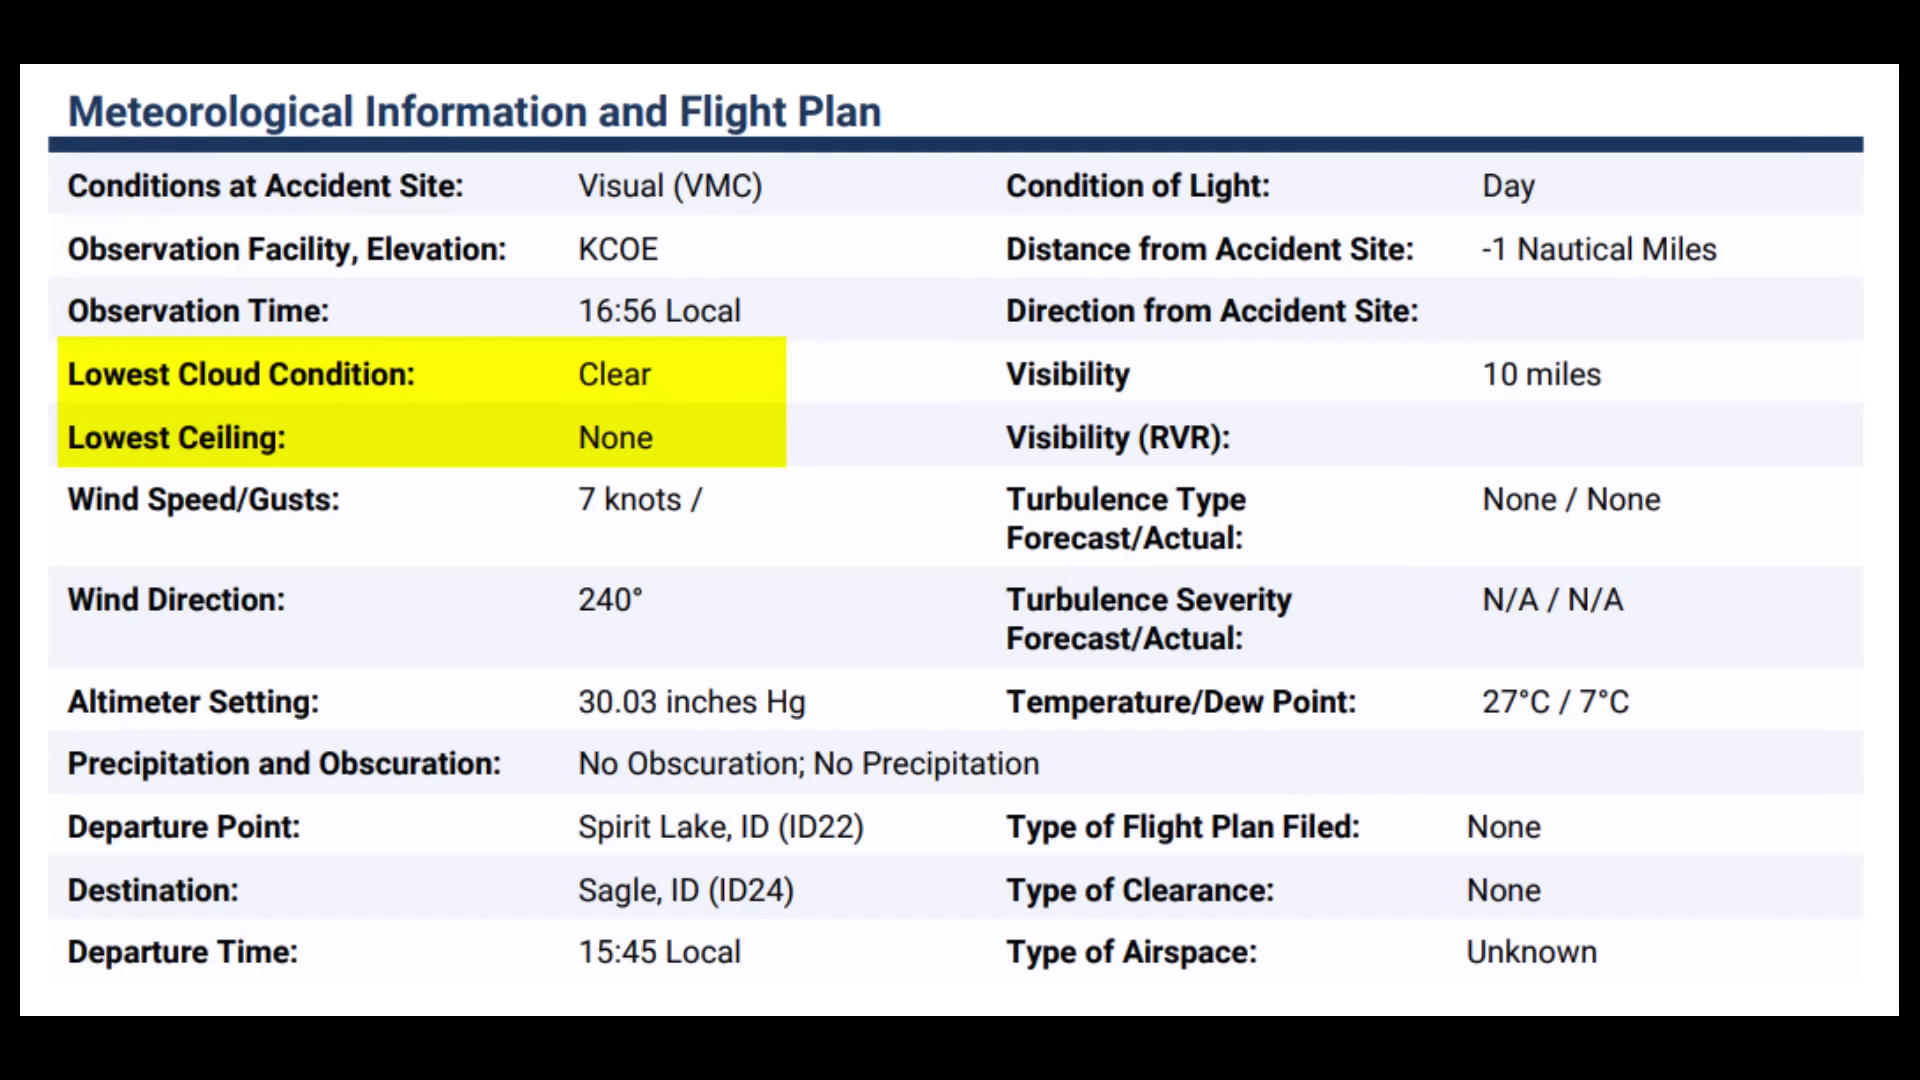 Meteorological Information and Flight Plan
Conditions at Accident Site: Visual (VMC) Condition of Light: Day
Observation Facility, Elevation: KCOE Distance from Accident Site: -1 Nautical Miles
Observation Time: 16:56 Local Direction from Accident Site:
Lowest Cloud Condition: Clear Visibility 10 miles
Lowest Ceiling: None Visibility (RVR):
Wind Speed/Gusts: 7 knots / Turbulence Type None / None
Forecast/Actual:
Wind Direction: 240° Turbulence Severity N/A / N/A
Forecast/Actual:
Altimeter Setting: 30.03 inches Hg Temperature/Dew Point: 27°C / 7°C
Precipitation and Obscuration: No Obscuration; No Precipitation
Departure Point: Spirit Lake, ID (ID22) Type of Flight Plan Filed: None
Destination: Sagle, ID (ID24) Type of Clearance: None
Departure Time: 15:45 Local Type of Airspace: Unknown